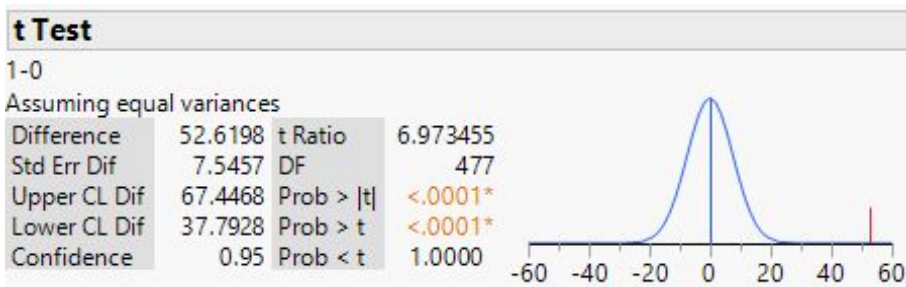 t Test
1-0
Assuming equal variances
Difference 52.6198 t Ratio 6.973455
Std Err Dif 7.5457 DF 477
Upper CL Dif 67.4468 Prob > |t| <.0001*
Lower CL Dif 37.7928 Prob > t <.0001*
Confidence 0.95 Prob < t 1.0000
-60 -40 -20 0 20 40 60